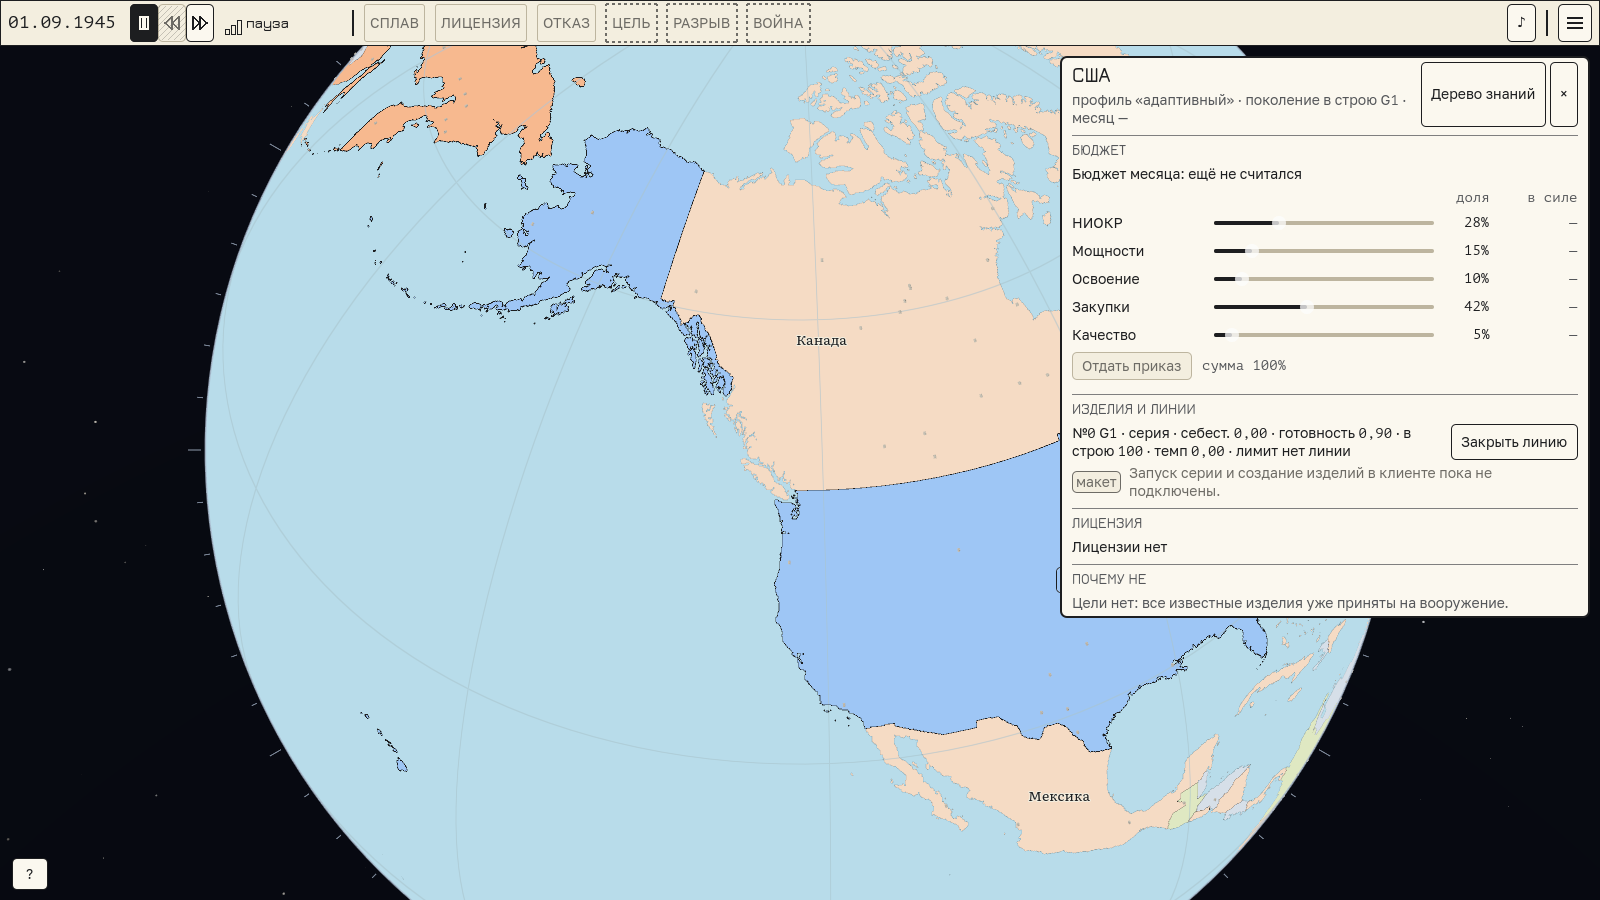 01.09.1945 пауза СПЛАВ ЛИЦЕНЗИЯ ОТКАЗ ЦЕЛЬ РАЗРЫВ ВОЙНА ♪
США
Дерево знаний ×
профиль «адаптивный» · поколение в строю G1 ·
месяц —
БЮДЖЕТ
Бюджет месяца: ещё не считался
доля в силе
НИОКР 28% —
Мощности 15% —
Освоение 10% —
Закупки 42% —
Качество 5% —
Отдать приказ сумма 100%
ИЗДЕЛИЯ И ЛИНИИ
№0 G1 · серия · себест. 0,00 · готовность 0,90 · в
строю 100 · темп 0,00 · лимит нет линии
Закрыть линию
макет
Запуск серии и создание изделий в клиенте пока не
подключены.
ЛИЦЕНЗИЯ
Лицензии нет
ПОЧЕМУ НЕ
Цели нет: все известные изделия уже приняты на вооружение.
Канада
Мексика
?